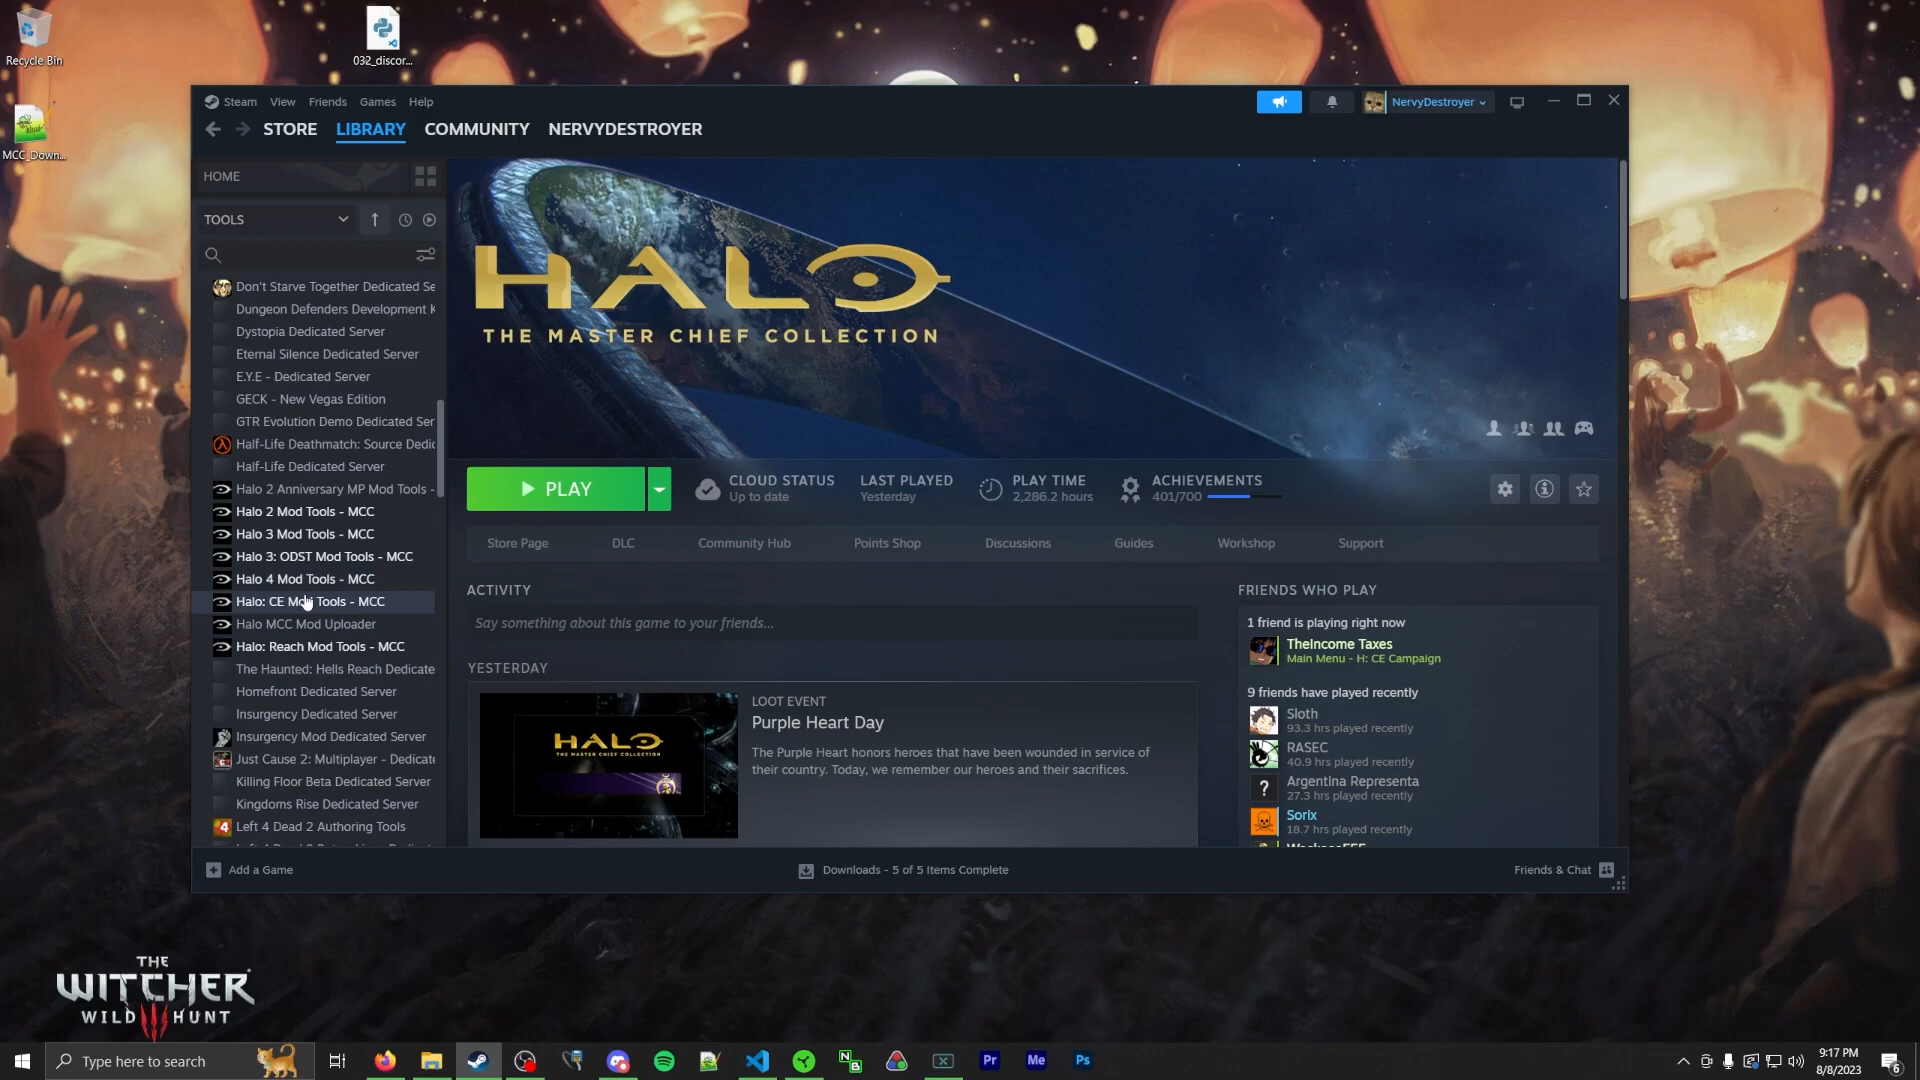 Recycle Bin
032_discor...
MCC_Down...
Steam View Friends Games Help
NervyDestroyer
STORE LIBRARY COMMUNITY NERVYDESTROYER
HOME
TOOLS
Don't Starve Together Dedicated Se
Dungeon Defenders Development K
Dystopia Dedicated Server
Eternal Silence Dedicated Server
E.Y.E - Dedicated Server
GECK - New Vegas Edition
GTR Evolution Demo Dedicated Ser
Half-Life Deathmatch: Source Dedic
Half-Life Dedicated Server
Halo 2 Anniversary MP Mod Tools -
Halo 2 Mod Tools - MCC
Halo 3 Mod Tools - MCC
Halo 3: ODST Mod Tools - MCC
Halo 4 Mod Tools - MCC
Halo: CE Mod Tools - MCC
Halo MCC Mod Uploader
Halo: Reach Mod Tools - MCC
The Haunted: Hells Reach Dedicate
Homefront Dedicated Server
Insurgency Dedicated Server
Insurgency Mod Dedicated Server
Just Cause 2: Multiplayer - Dedicate
Killing Floor Beta Dedicated Server
Kingdoms Rise Dedicated Server
Left 4 Dead 2 Authoring Tools
HALO
THE MASTER CHIEF COLLECTION
PLAY
CLOUD STATUS
Up to date
LAST PLAYED
Yesterday
PLAY TIME
2,286.2 hours
ACHIEVEMENTS
401/700
Store Page DLC Community Hub Points Shop Discussions Guides Workshop Support
ACTIVITY
Say something about this game to your friends...
YESTERDAY
HALO
THE MASTER CHIEF COLLECTION
LOOT EVENT
Purple Heart Day
The Purple Heart honors heroes that have been wounded in service of
their country. Today, we remember our heroes and their sacrifices.
FRIENDS WHO PLAY
1 friend is playing right now
TheIncome Taxes
Main Menu - H: CE Campaign
9 friends have played recently
Sloth
93.3 hrs played recently
RASEC
40.9 hrs played recently
?
Argentina Representa
27.3 hrs played recently
Sorix
18.7 hrs played recently
Add a Game
Downloads - 5 of 5 Items Complete
Friends & Chat
THE
WITCHER
WILD HUNT
Type here to search
N
B
Pr
Me
Ps
9:17 PM
8/8/2023
6